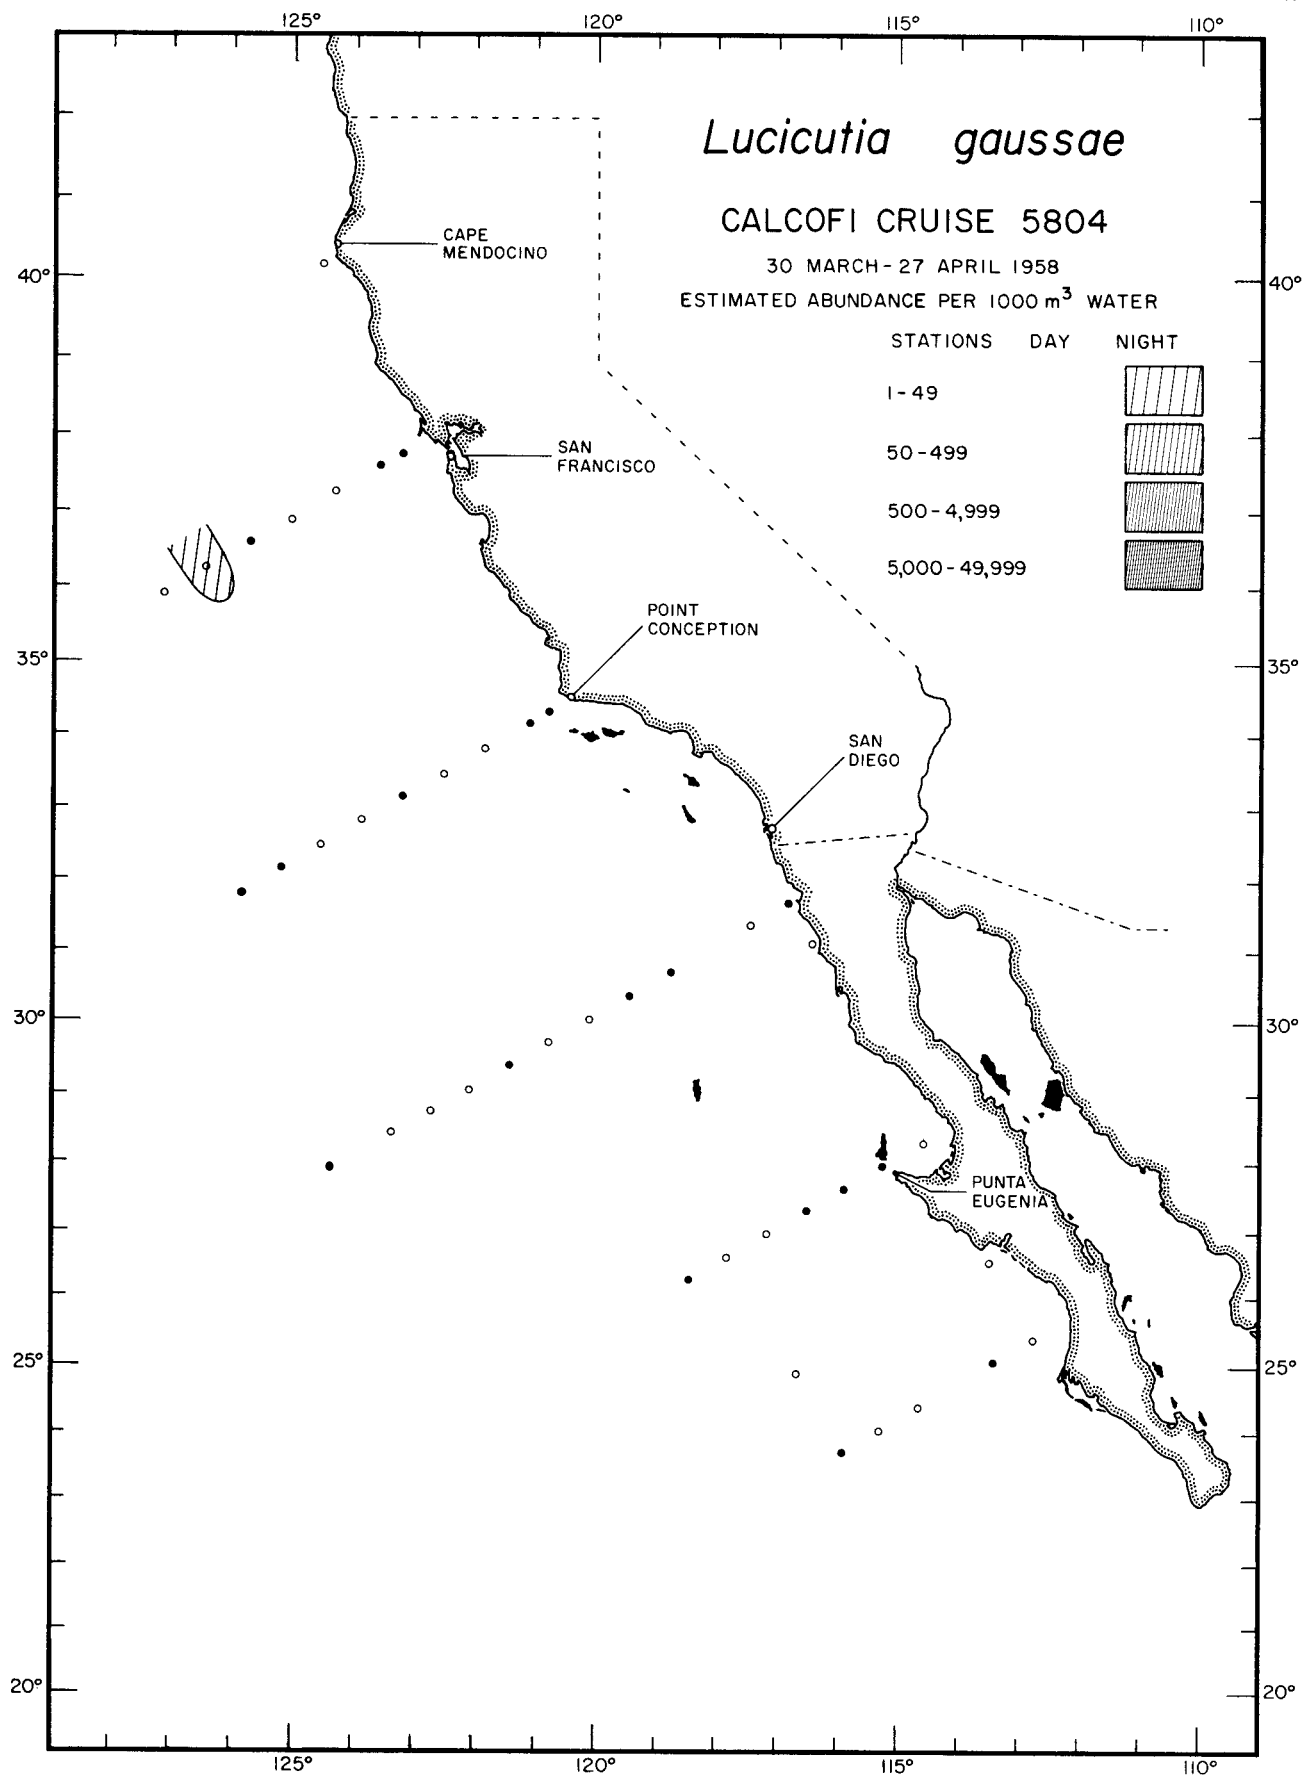 125° 120° 115° 110°
Lucicutia gaussae
CALCOFI CRUISE 5804
30 MARCH-27 APRIL 1958
ESTIMATED ABUNDANCE PER 1000 m³ WATER
STATIONS DAY NIGHT
1-49
50-499
500-4,999
5,000-49,999
CAPE
MENDOCINO
40° 40°
SAN
FRANCISCO
POINT
CONCEPTION
35° 35°
SAN
DIEGO
30° 30°
PUNTA
EUGENIA
25° 25°
20° 20°
125° 120° 115° 110°